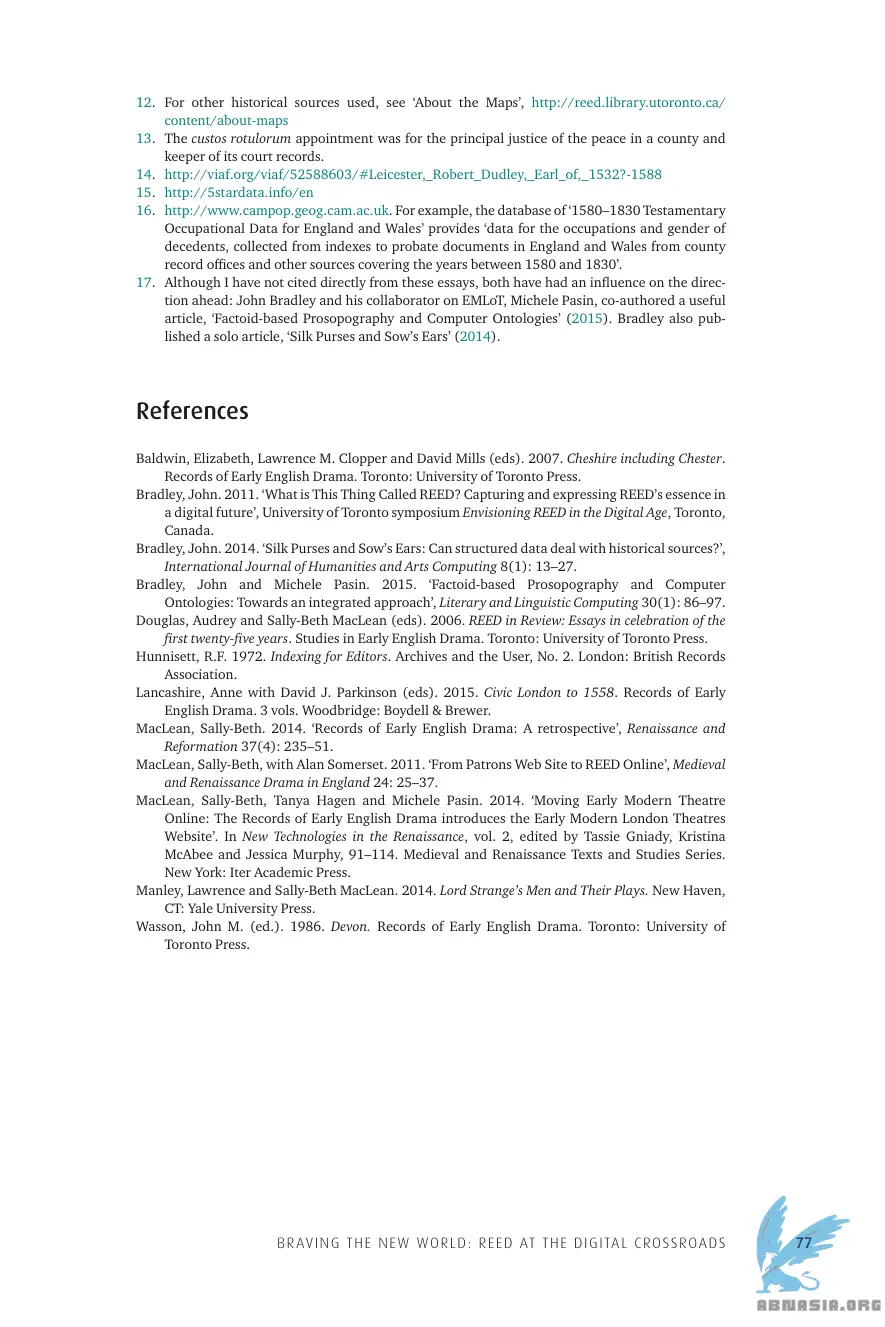 12. For other historical sources used, see ‘About the Maps’, http://reed.library.utoronto.ca/
content/about-maps
13. The custos rotulorum appointment was for the principal justice of the peace in a county and
keeper of its court records.
14. http://viaf.org/viaf/52588603/#Leicester,_Robert_Dudley,_Earl_of,_1532?-1588
15. http://5stardata.info/en
16. http://www.campop.geog.cam.ac.uk. For example, the database of ‘1580–1830 Testamentary
Occupational Data for England and Wales’ provides ‘data for the occupations and gender of
decedents, collected from indexes to probate documents in England and Wales from county
record offices and other sources covering the years between 1580 and 1830’.
17. Although I have not cited directly from these essays, both have had an influence on the direc-
tion ahead: John Bradley and his collaborator on EMLoT, Michele Pasin, co-authored a useful
article, ‘Factoid-based Prosopography and Computer Ontologies’ (2015). Bradley also pub-
lished a solo article, ‘Silk Purses and Sow’s Ears’ (2014).
References
Baldwin, Elizabeth, Lawrence M. Clopper and David Mills (eds). 2007. Cheshire including Chester.
Records of Early English Drama. Toronto: University of Toronto Press.
Bradley, John. 2011. ‘What is This Thing Called REED? Capturing and expressing REED’s essence in
a digital future’, University of Toronto symposium Envisioning REED in the Digital Age, Toronto,
Canada.
Bradley, John. 2014. ‘Silk Purses and Sow’s Ears: Can structured data deal with historical sources?’,
International Journal of Humanities and Arts Computing 8(1): 13–27.
Bradley, John and Michele Pasin. 2015. ‘Factoid-based Prosopography and Computer
Ontologies: Towards an integrated approach’, Literary and Linguistic Computing 30(1): 86–97.
Douglas, Audrey and Sally-Beth MacLean (eds). 2006. REED in Review: Essays in celebration of the
first twenty-five years. Studies in Early English Drama. Toronto: University of Toronto Press.
Hunnisett, R.F. 1972. Indexing for Editors. Archives and the User, No. 2. London: British Records
Association.
Lancashire, Anne with David J. Parkinson (eds). 2015. Civic London to 1558. Records of Early
English Drama. 3 vols. Woodbridge: Boydell & Brewer.
MacLean, Sally-Beth. 2014. ‘Records of Early English Drama: A retrospective’, Renaissance and
Reformation 37(4): 235–51.
MacLean, Sally-Beth, with Alan Somerset. 2011. ‘From Patrons Web Site to REED Online’, Medieval
and Renaissance Drama in England 24: 25–37.
MacLean, Sally-Beth, Tanya Hagen and Michele Pasin. 2014. ‘Moving Early Modern Theatre
Online: The Records of Early English Drama introduces the Early Modern London Theatres
Website’. In New Technologies in the Renaissance, vol. 2, edited by Tassie Gniady, Kristina
McAbee and Jessica Murphy, 91–114. Medieval and Renaissance Texts and Studies Series.
New York: Iter Academic Press.
Manley, Lawrence and Sally-Beth MacLean. 2014. Lord Strange’s Men and Their Plays. New Haven,
CT: Yale University Press.
Wasson, John M. (ed.). 1986. Devon. Records of Early English Drama. Toronto: University of
Toronto Press.
BRAVING THE NEW WORLD: REED AT THE DIGITAL CROSSROADS 77
ABNASIA.ORG